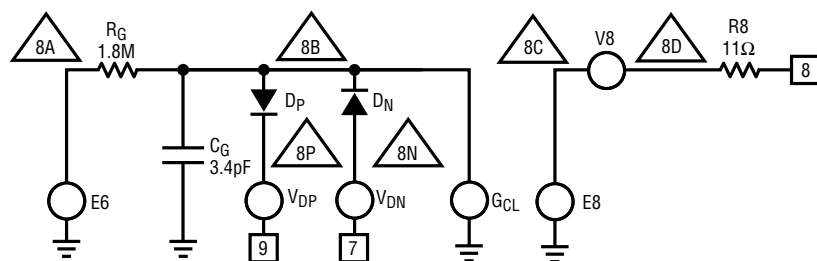 8A
RG
1.8M
8B
8C
V8
8D
R8
11Ω
8
DP
DN
CG
3.4pF
8P
8N
E6
VDP
VDN
GCL
E8
9
7